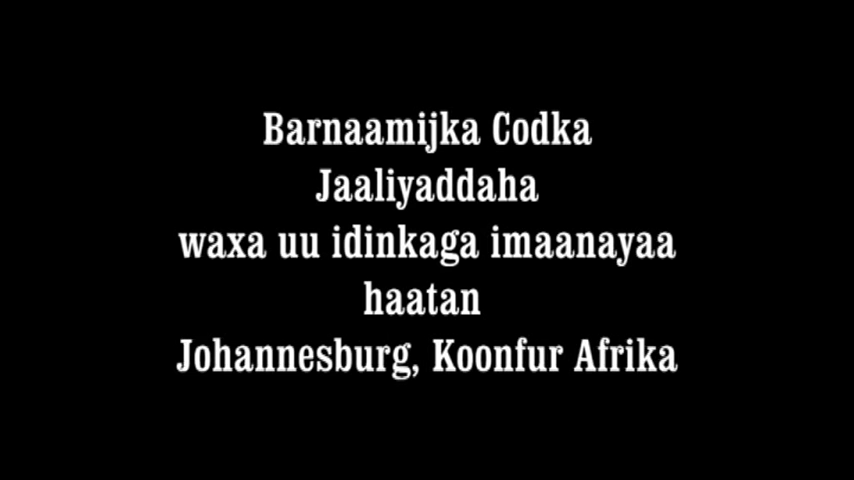 Barnaamijka Codka
Jaaliyaddaha
waxa uu idinkaga imaanayaa
haatan
Johannesburg, Koonfur Afrika